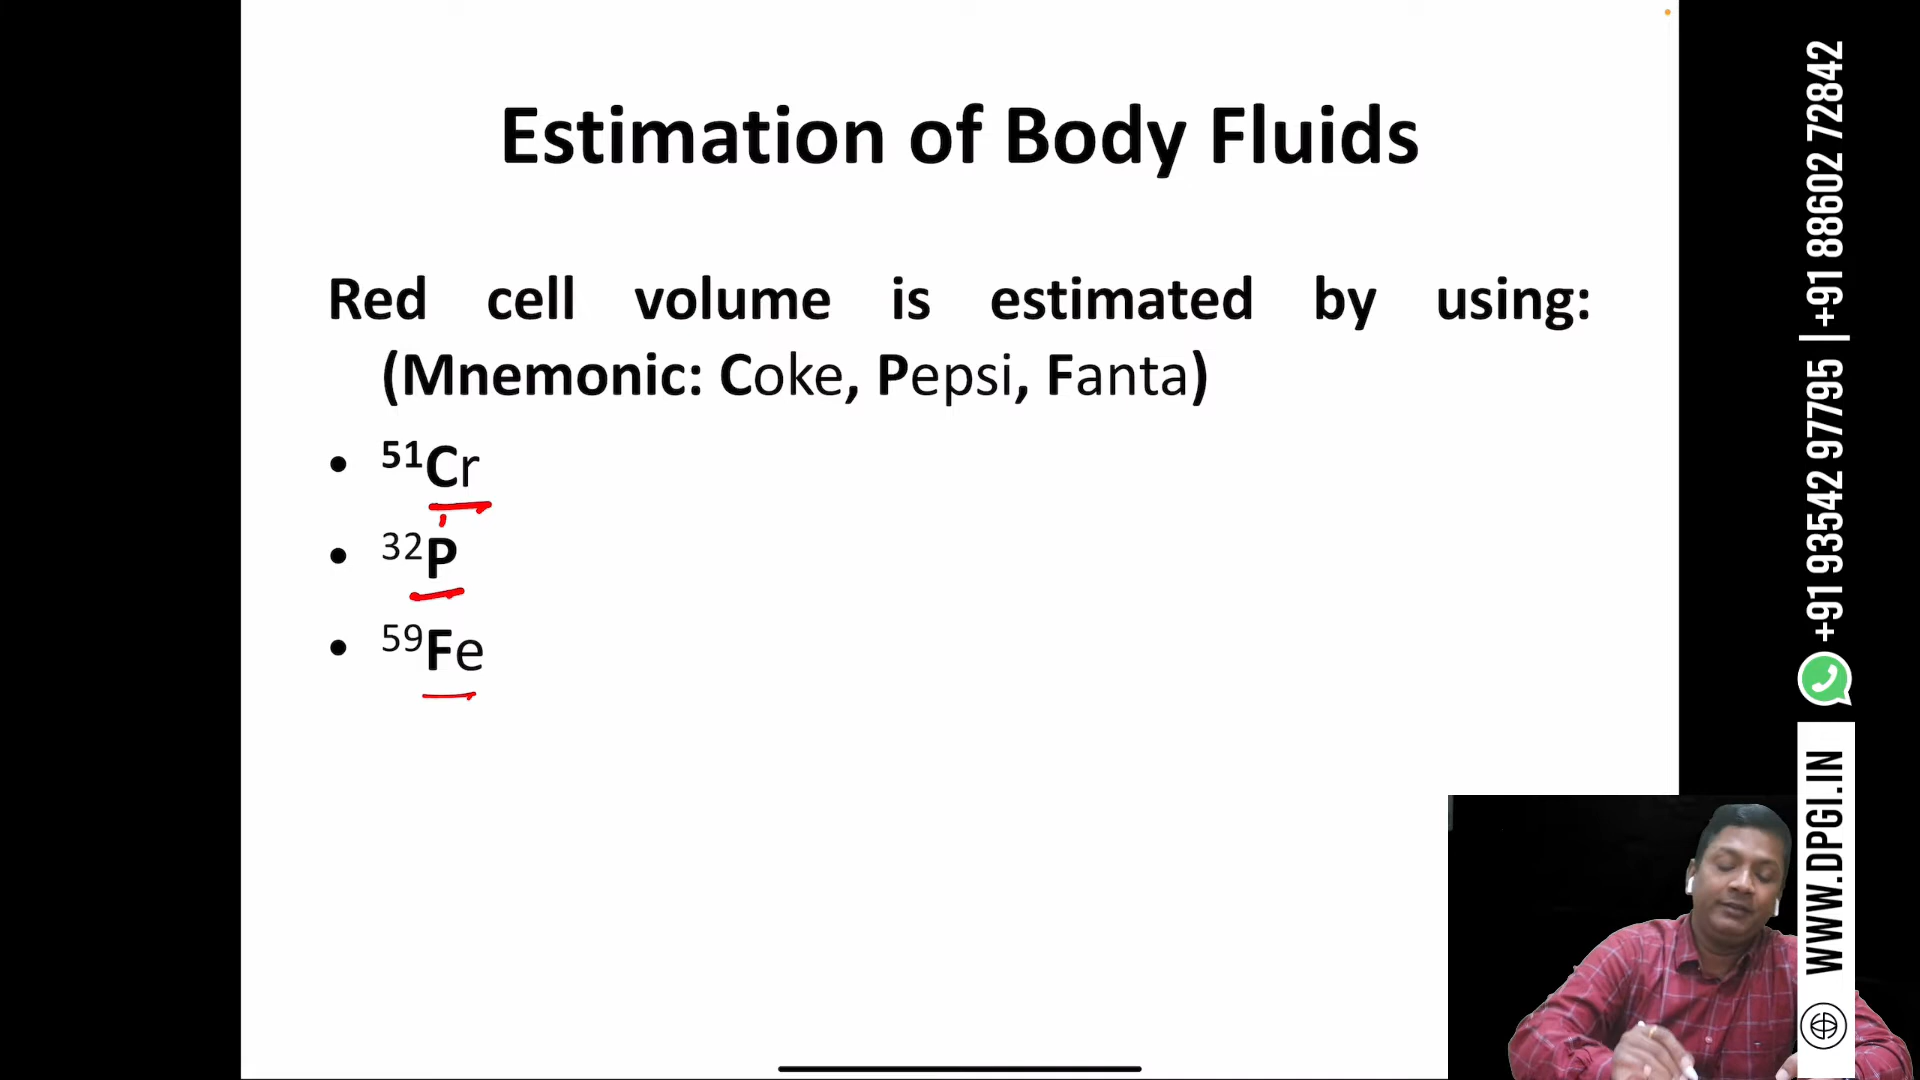 Estimation of Body Fluids
Red cell volume is estimated by using:
(Mnemonic: Coke, Pepsi, Fanta)
• ⁵¹Cr
• ³²P
• ⁵⁹Fe
WWW.DPGI.IN
+91 93542 97795 | +91 88602 72842